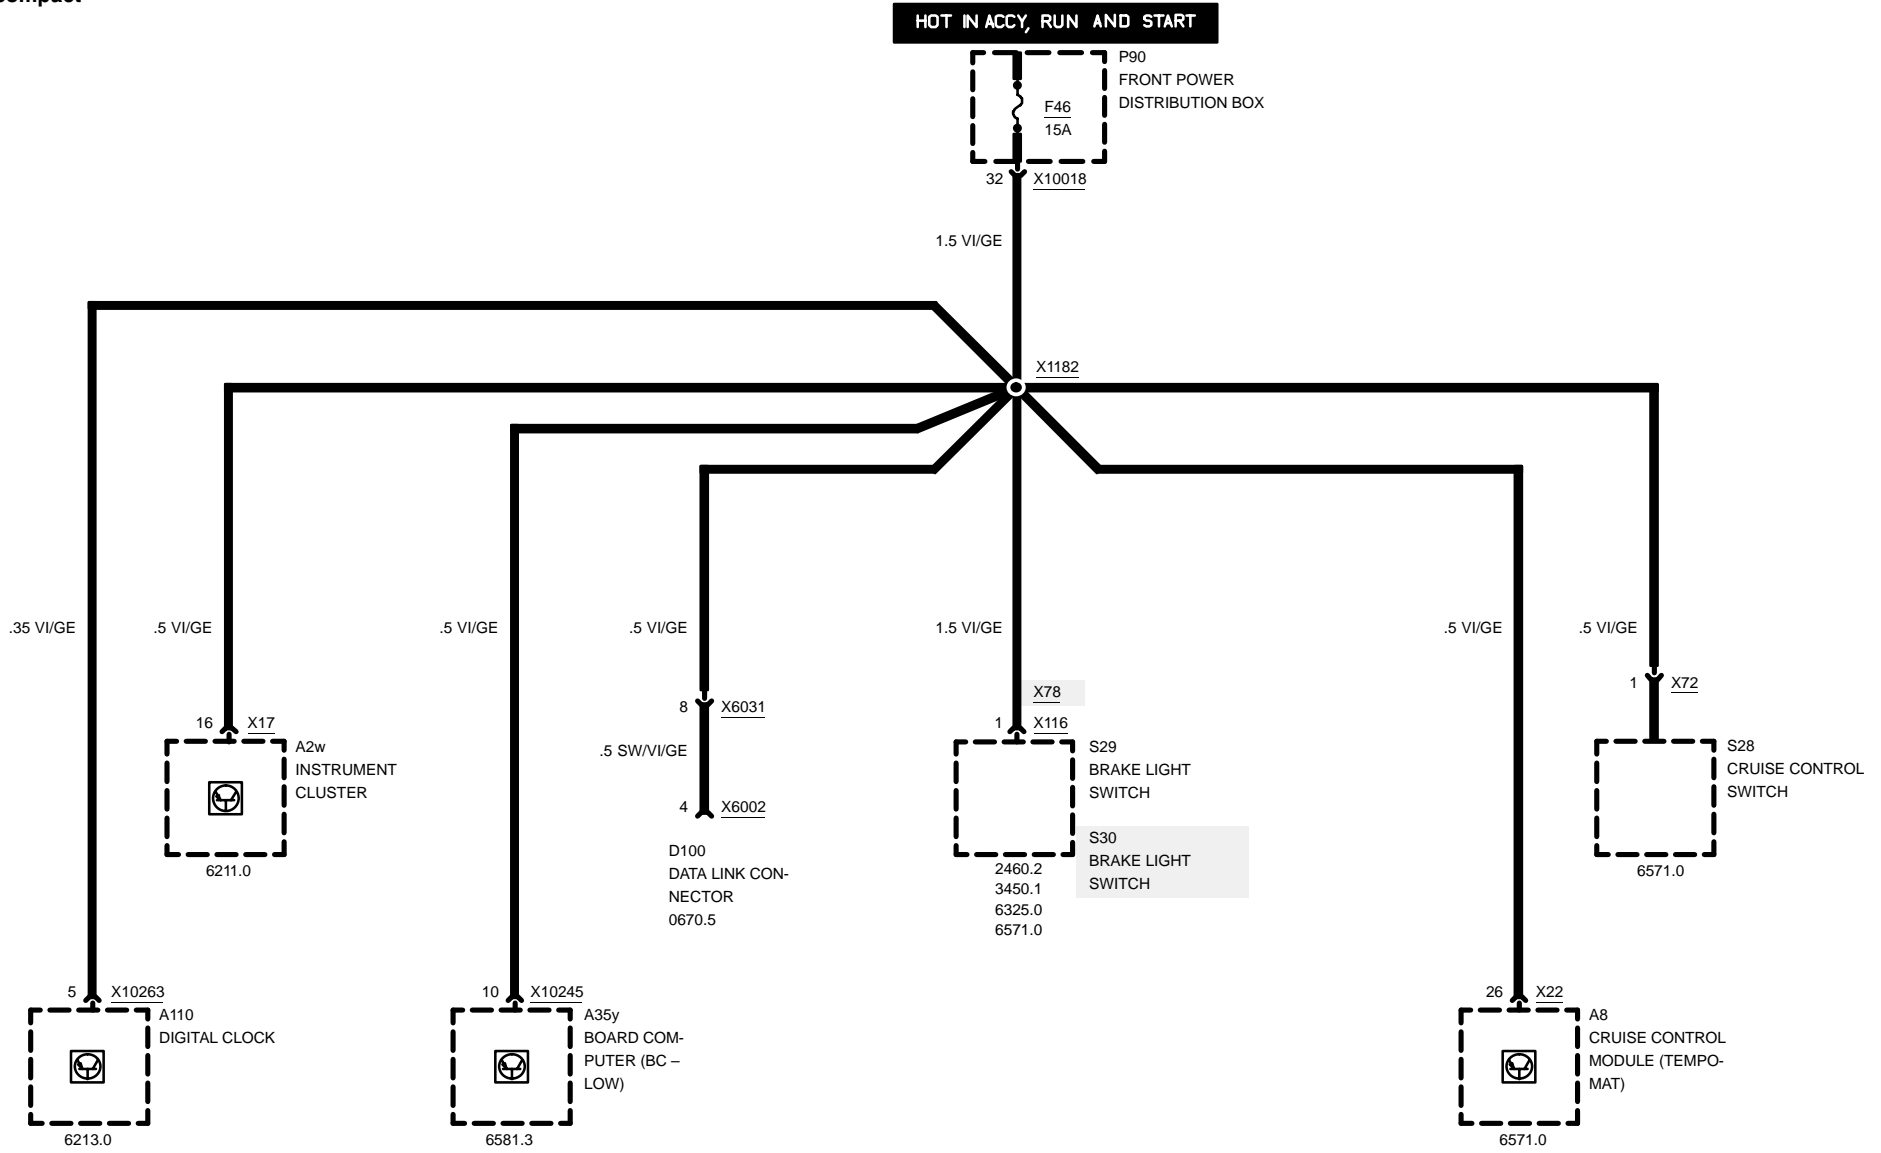 HOT IN ACCY, RUN AND START
P90
FRONT POWER
DISTRIBUTION BOX
F46
15A
32 X10018
1.5 VI/GE
X1182
.35 VI/GE
.5 VI/GE
.5 VI/GE
.5 VI/GE
1.5 VI/GE
.5 VI/GE
.5 VI/GE
1 X72
X78
8 X6031
16 X17
1 X116
A2w
INSTRUMENT
CLUSTER
6211.0
.5 SW/VI/GE
4 X6002
D100
DATA LINK CON-
NECTOR
0670.5
S29
BRAKE LIGHT
SWITCH
S30
BRAKE LIGHT
SWITCH
2460.2
3450.1
6325.0
6571.0
S28
CRUISE CONTROL
SWITCH
6571.0
5 X10263
A110
DIGITAL CLOCK
6213.0
10 X10245
A35y
BOARD COM-
PUTER (BC –
LOW)
6581.3
26 X22
A8
CRUISE CONTROL
MODULE (TEMPO-
MAT)
6571.0